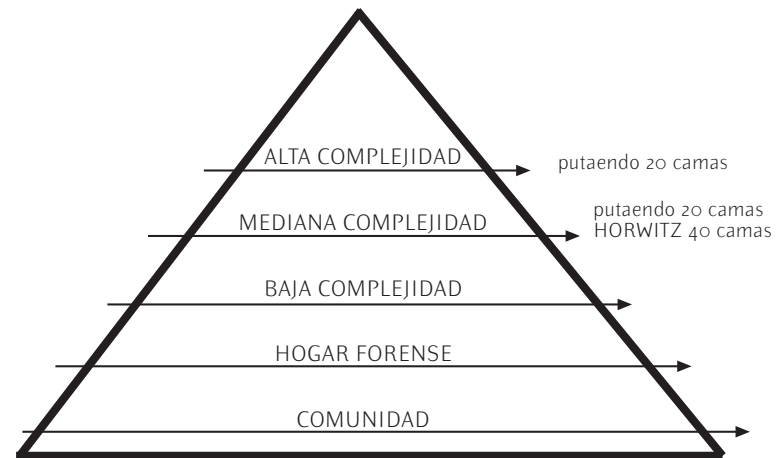 ALTA COMPLEJIDAD
putaendo 20 camas
MEDIANA COMPLEJIDAD
putaendo 20 camas
HORWITZ 40 camas
BAJA COMPLEJIDAD
HOGAR FORENSE
COMUNIDAD